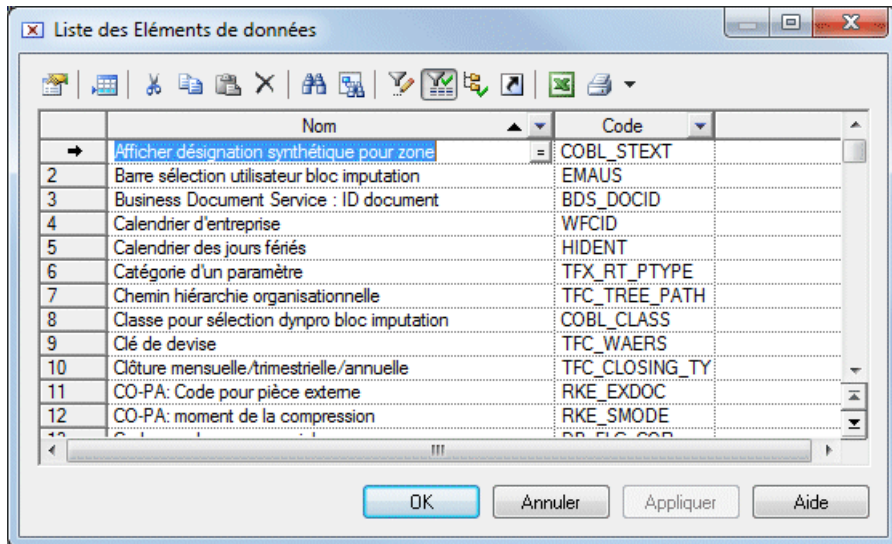 Liste des Eléments de données
Nom Code
Afficher désignation synthétique pour zone = COBL_STEXT
2 Barre sélection utilisateur bloc imputation EMAUS
3 Business Document Service : ID document BDS_DOCID
4 Calendrier d'entreprise WFCID
5 Calendrier des jours fériés HIDENT
6 Catégorie d'un paramètre TFX_RT_PTYPE
7 Chemin hiérarchie organisationnelle TFC_TREE_PATH
8 Classe pour sélection dynpro bloc imputation COBL_CLASS
9 Clé de devise TFC_WAERS
10 Clôture mensuelle/trimestrielle/annuelle TFC_CLOSING_TY
11 CO-PA: Code pour pièce externe RKE_EXDOC
12 CO-PA: moment de la compression RKE_SMODE
OK Annuler Appliquer Aide